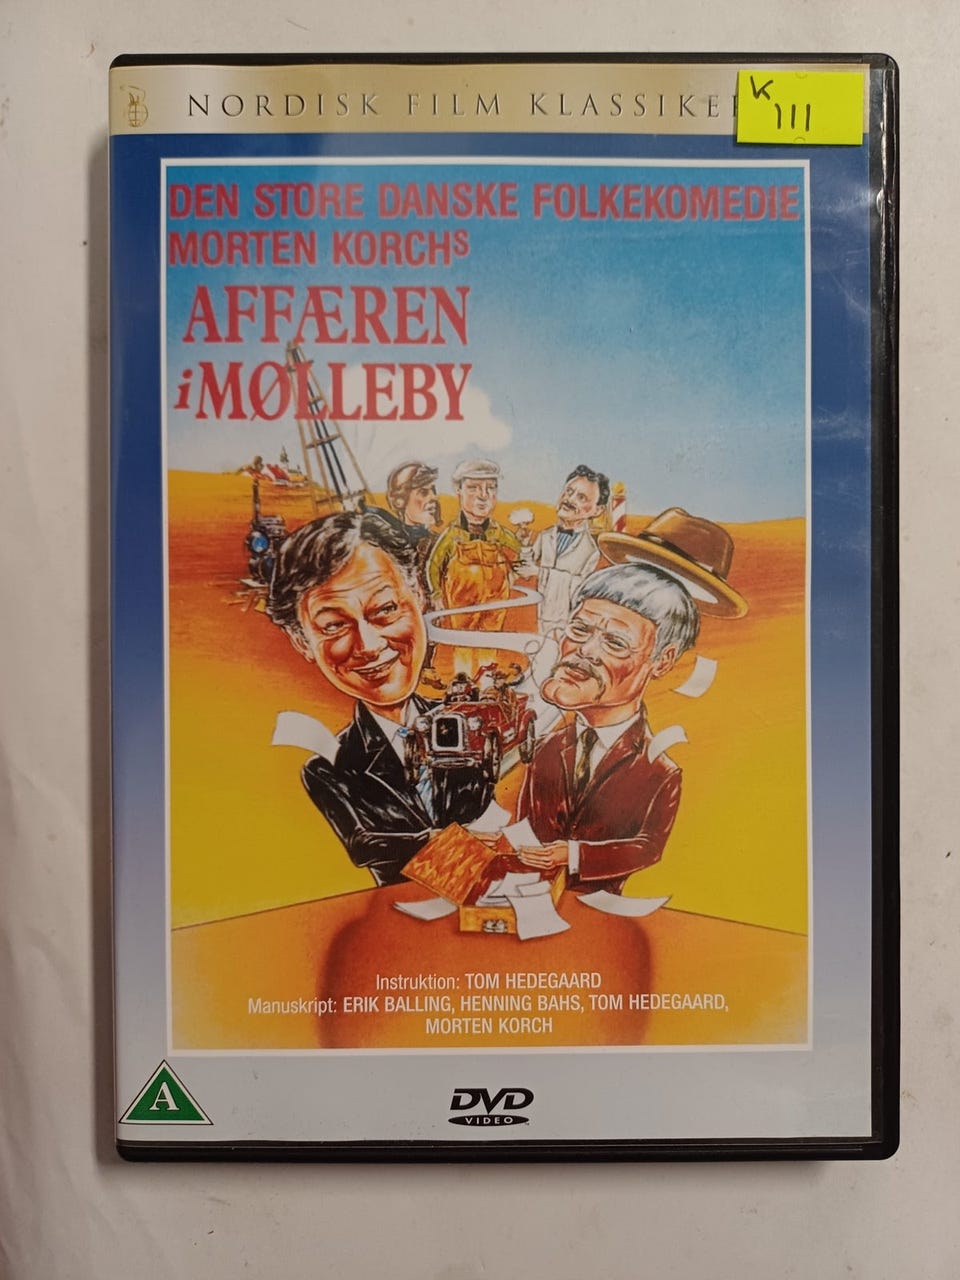 NORDISK FILM KLASSIKE
K
111
DEN STORE DANSKE FOLKEKOMEDIE
MORTEN KORCHS
AFFÆREN
i MØLLEBY
Instruktion: TOM HEDEGAARD
Manuskript: ERIK BALLING, HENNING BAHS, TOM HEDEGAARD,
MORTEN KORCH
A
DVD
VIDEO